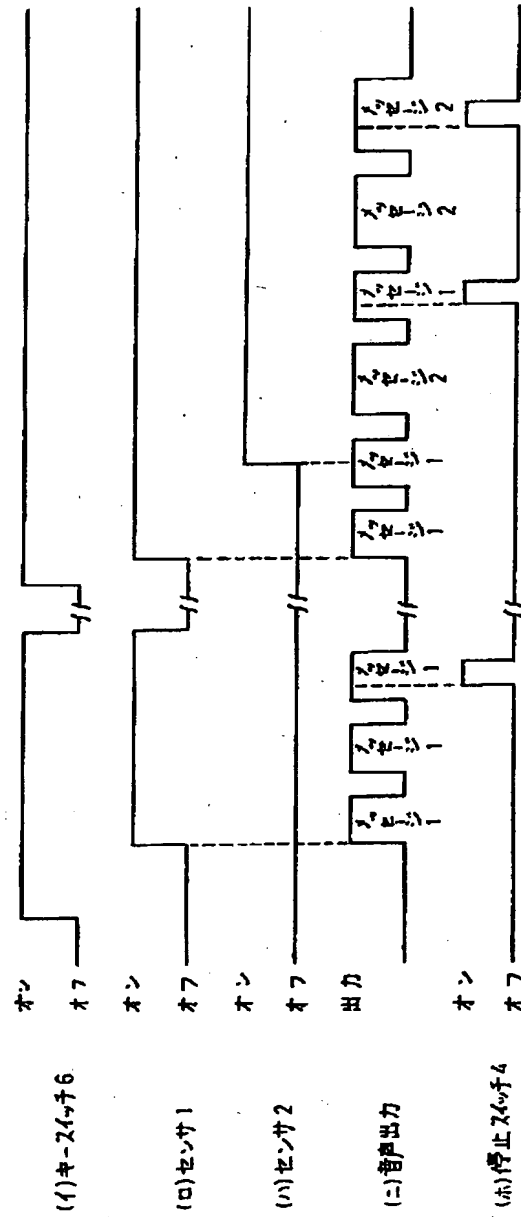 (イ)キースイッチ6
オン
オフ
(ロ)センサ1
オン
オフ
(ハ)センサ2
オン
オフ
(ニ)音声出力
出力
メッセージ1
メッセージ1
メッセージ1
メッセージ1
メッセージ1
メッセージ2
メッセージ1
メッセージ2
メッセージ2
(ホ)停止スイッチ4
オン
オフ